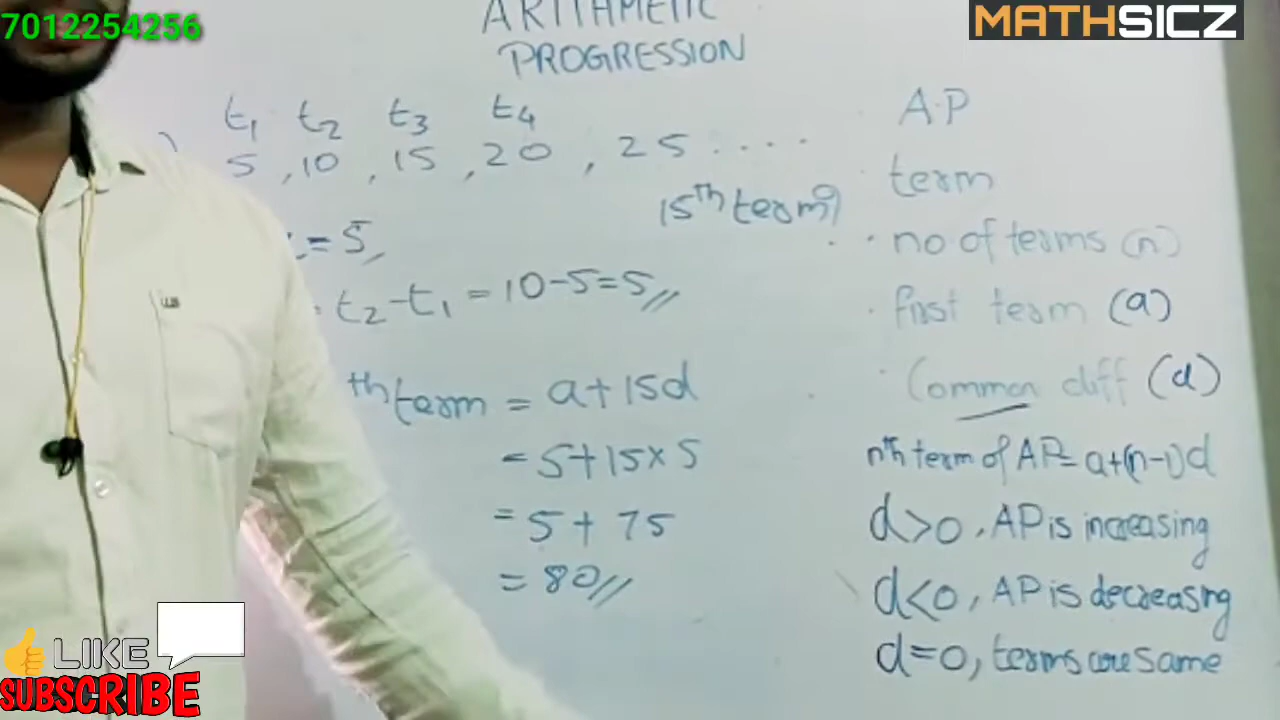 7012254256
MATHSICZ
ARITHMETIC
PROGRESSION
t1 t2 t3 t4
5, 10, 15, 20, 25 ....
15th term?
= 5,
t2 - t1 = 10-5=5//
th term = a+15d
= 5+15×5
= 5+ 75
= 80//
A.P
term
no of terms (n)
first term (a)
Common diff (d)
nth term of AP= a+(n-1)d
d>0, AP is increasing
d<0, AP is decreasing
d=0, terms are same
LIKE
SUBSCRIBE